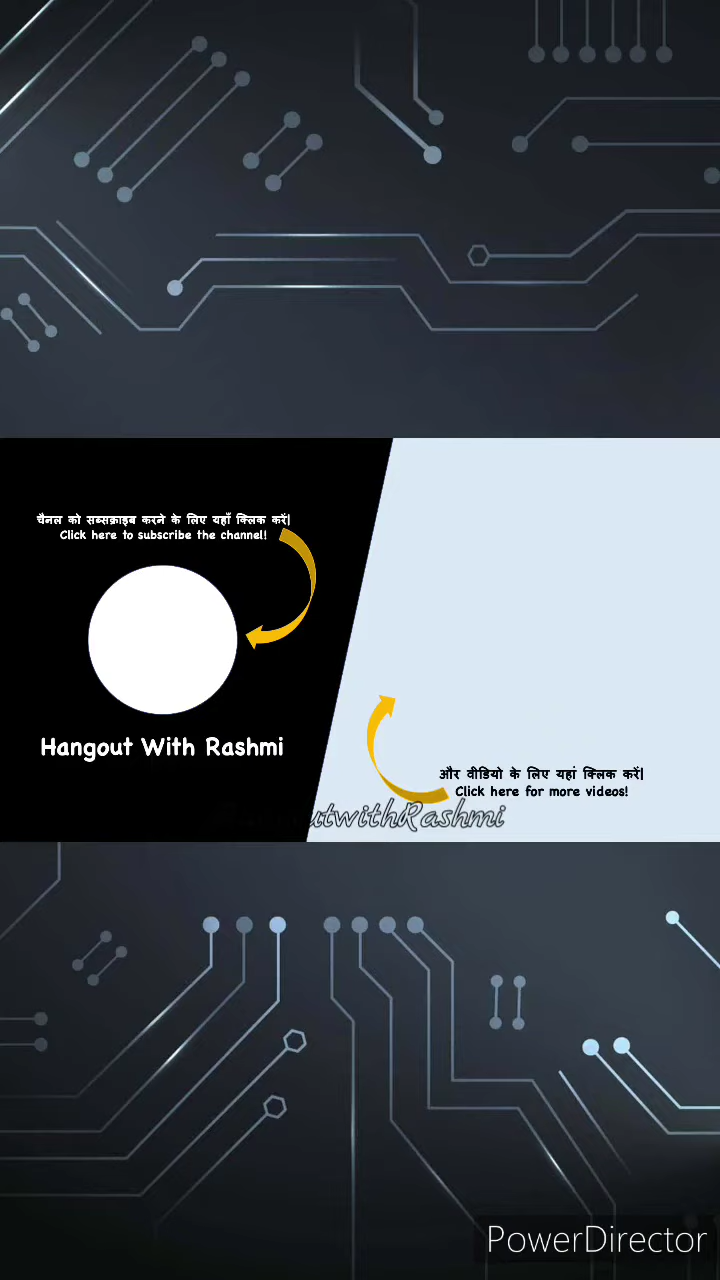 चैनल को सब्सक्राइब करने के लिए यहाँ क्लिक करें|
Click here to subscribe the channel!
Hangout With Rashmi
और वीडियो के लिए यहां क्लिक करें|
Click here for more videos!
PowerDirector